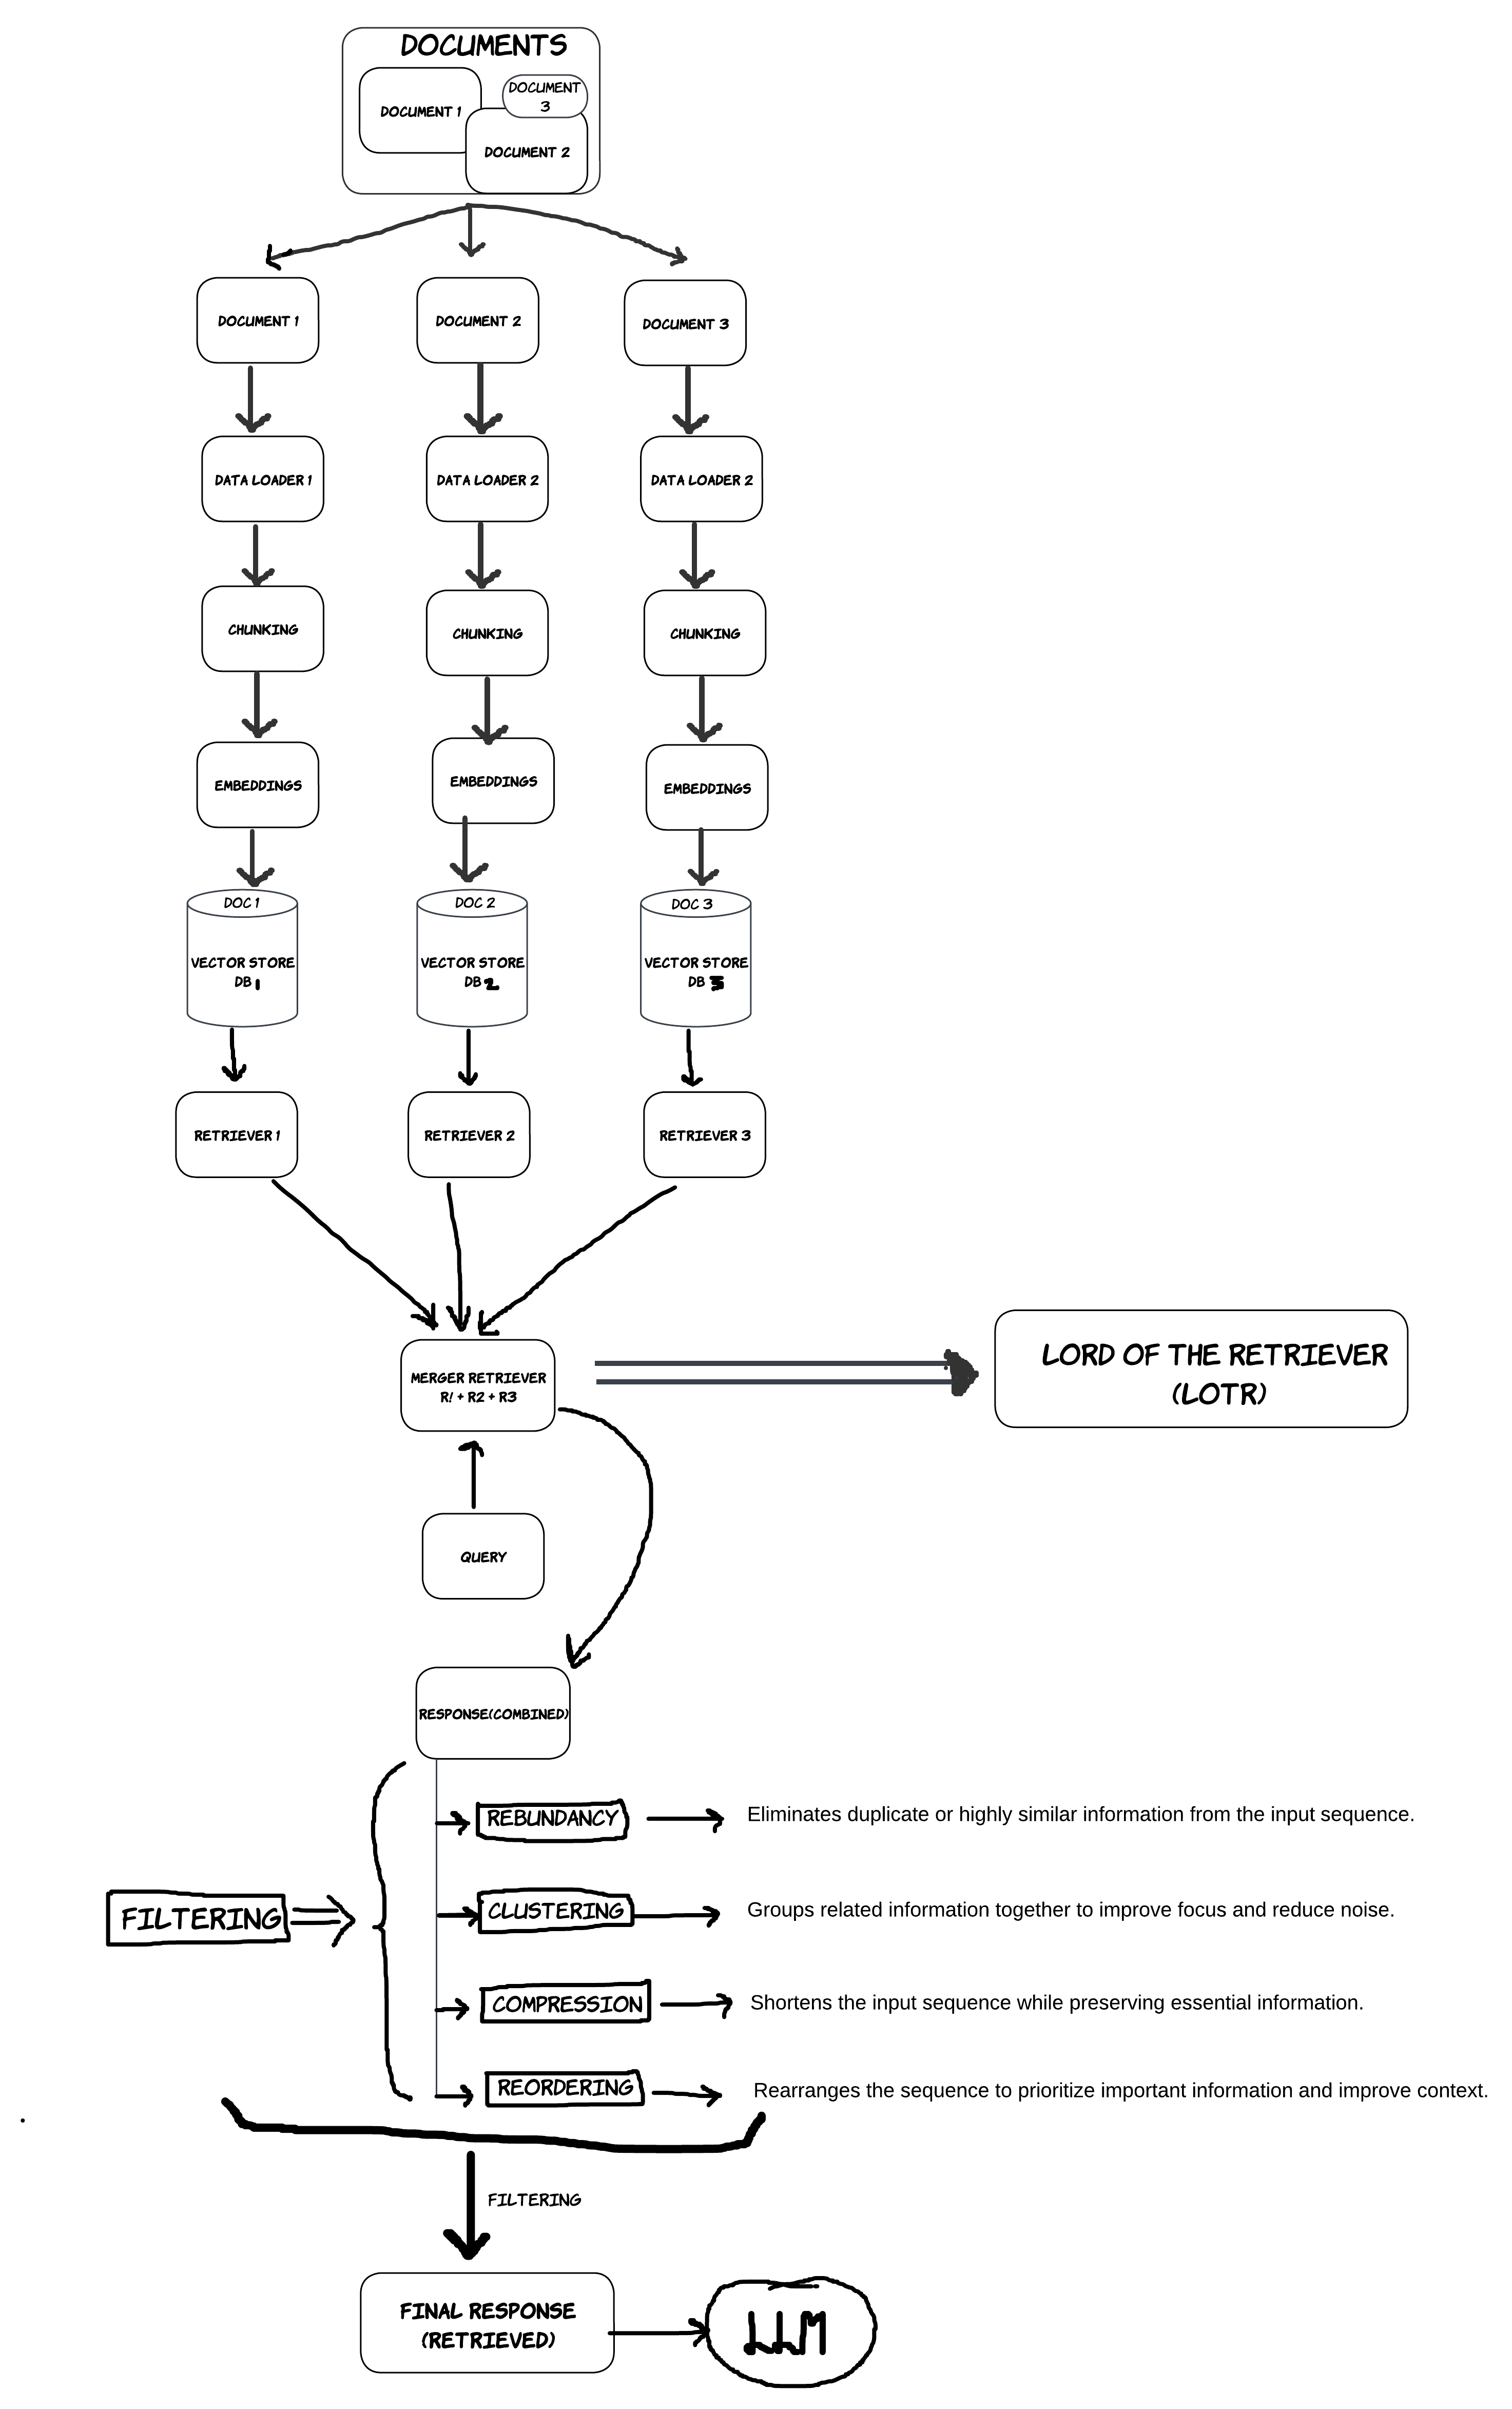 DOCUMENTS
DOCUMENT 1
DOCUMENT
3
DOCUMENT 2
DOCUMENT 1
DOCUMENT 2
DOCUMENT 3
DATA LOADER 1
DATA LOADER 2
DATA LOADER 2
CHUNKING
CHUNKING
CHUNKING
EMBEDDINGS
EMBEDDINGS
EMBEDDINGS
DOC 1
VECTOR STORE
DB 1
DOC 2
VECTOR STORE
DB 2
DOC 3
VECTOR STORE
DB 3
RETRIEVER 1
RETRIEVER 2
RETRIEVER 3
MERGER RETRIEVER
R! + R2 + R3
LORD OF THE RETRIEVER
(LOTR)
QUERY
RESPONSE(COMBINED)
REBUNDANCY
Eliminates duplicate or highly similar information from the input sequence.
FILTERING
CLUSTERING
Groups related information together to improve focus and reduce noise.
COMPRESSION
Shortens the input sequence while preserving essential information.
REORDERING
Rearranges the sequence to prioritize important information and improve context.
FILTERING
FINAL RESPONSE
(RETRIEVED)
LLM